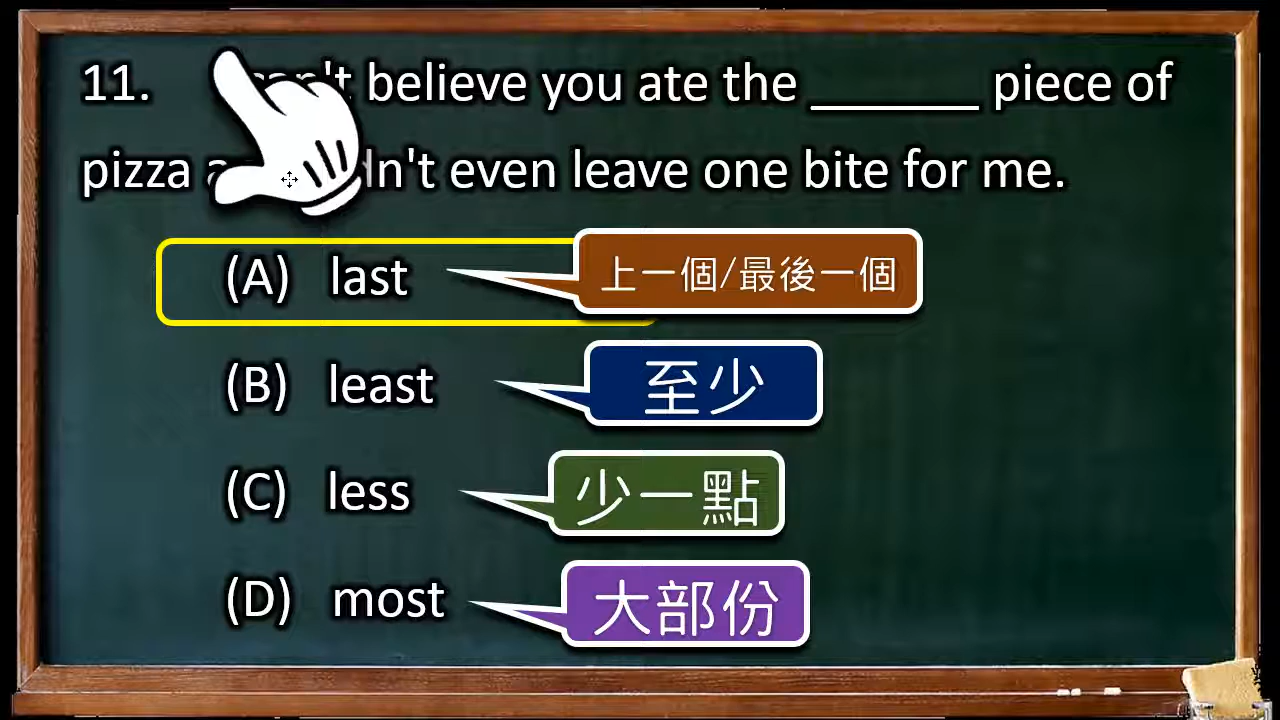 11. can't believe you ate the _______ piece of
pizza even leave one bite for me.
(A) last
上一個/最後一個
(B) least
至少
(C) less
少一點
(D) most
大部份